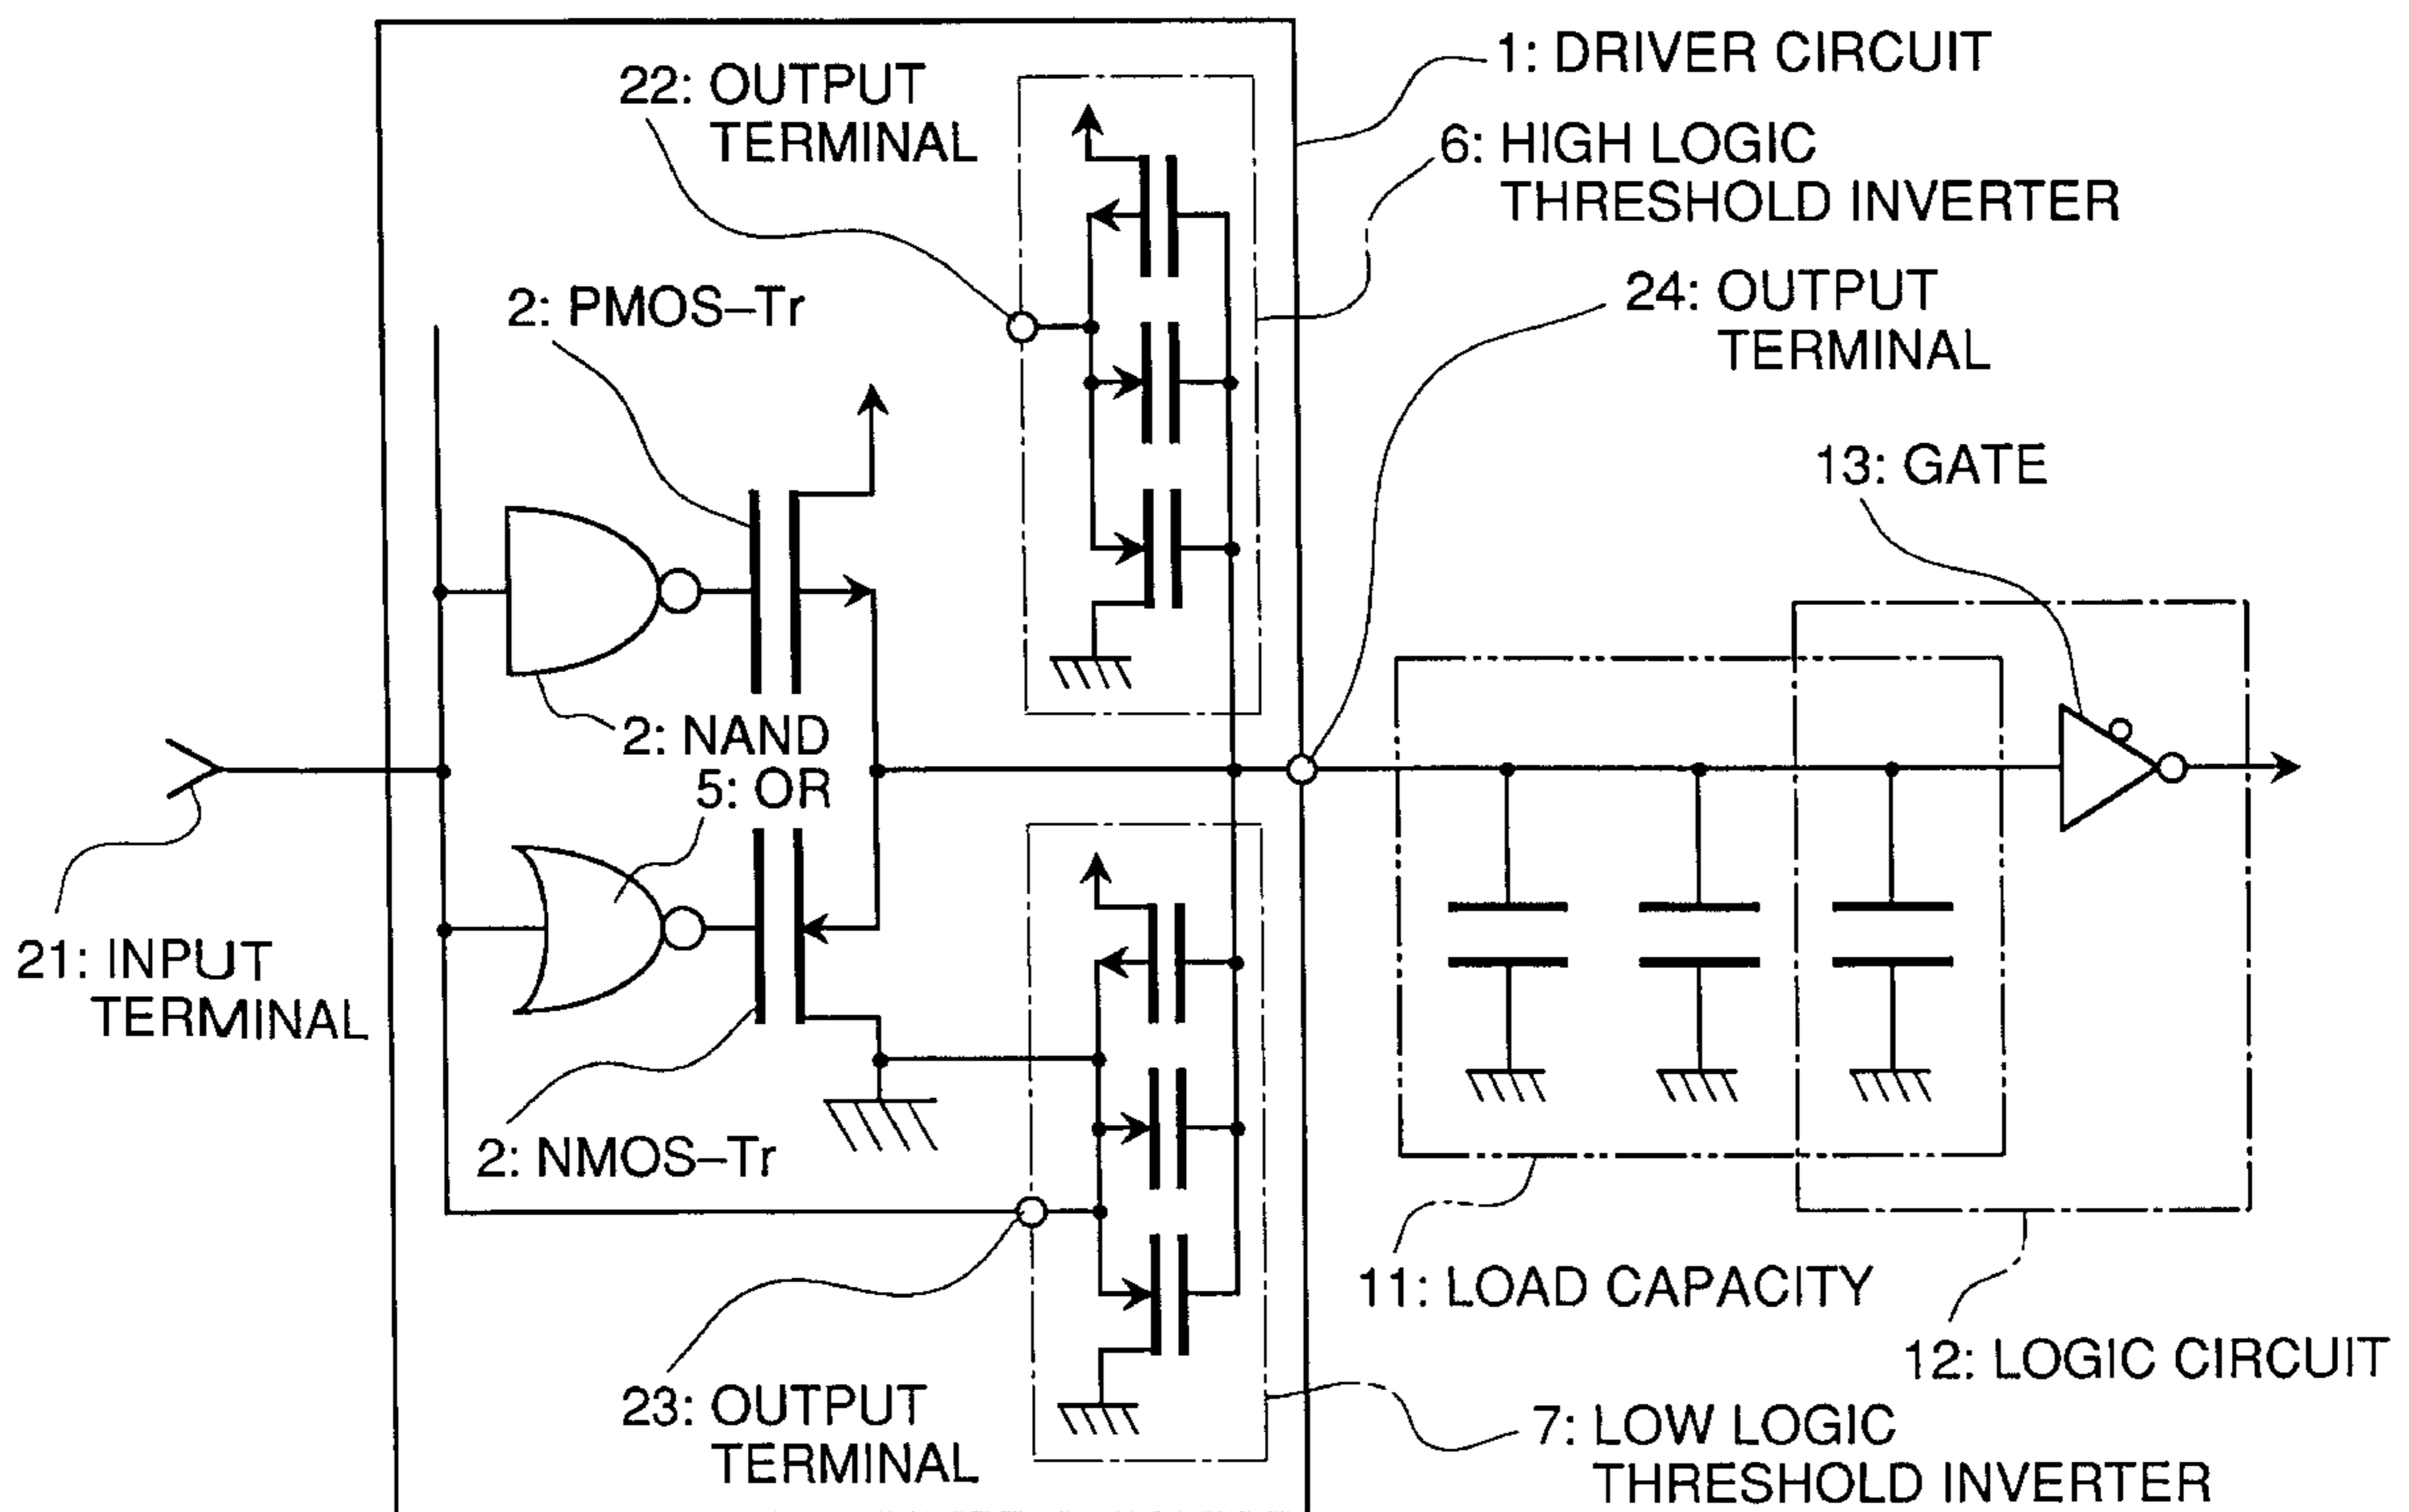 1: DRIVER CIRCUIT
22: OUTPUT
TERMINAL
6: HIGH LOGIC
THRESHOLD INVERTER
2: PMOS–Tr
24: OUTPUT
TERMINAL
13: GATE
2: NAND
5: OR
21: INPUT
TERMINAL
2: NMOS–Tr
11: LOAD CAPACITY
12: LOGIC CIRCUIT
23: OUTPUT
TERMINAL
7: LOW LOGIC
THRESHOLD INVERTER